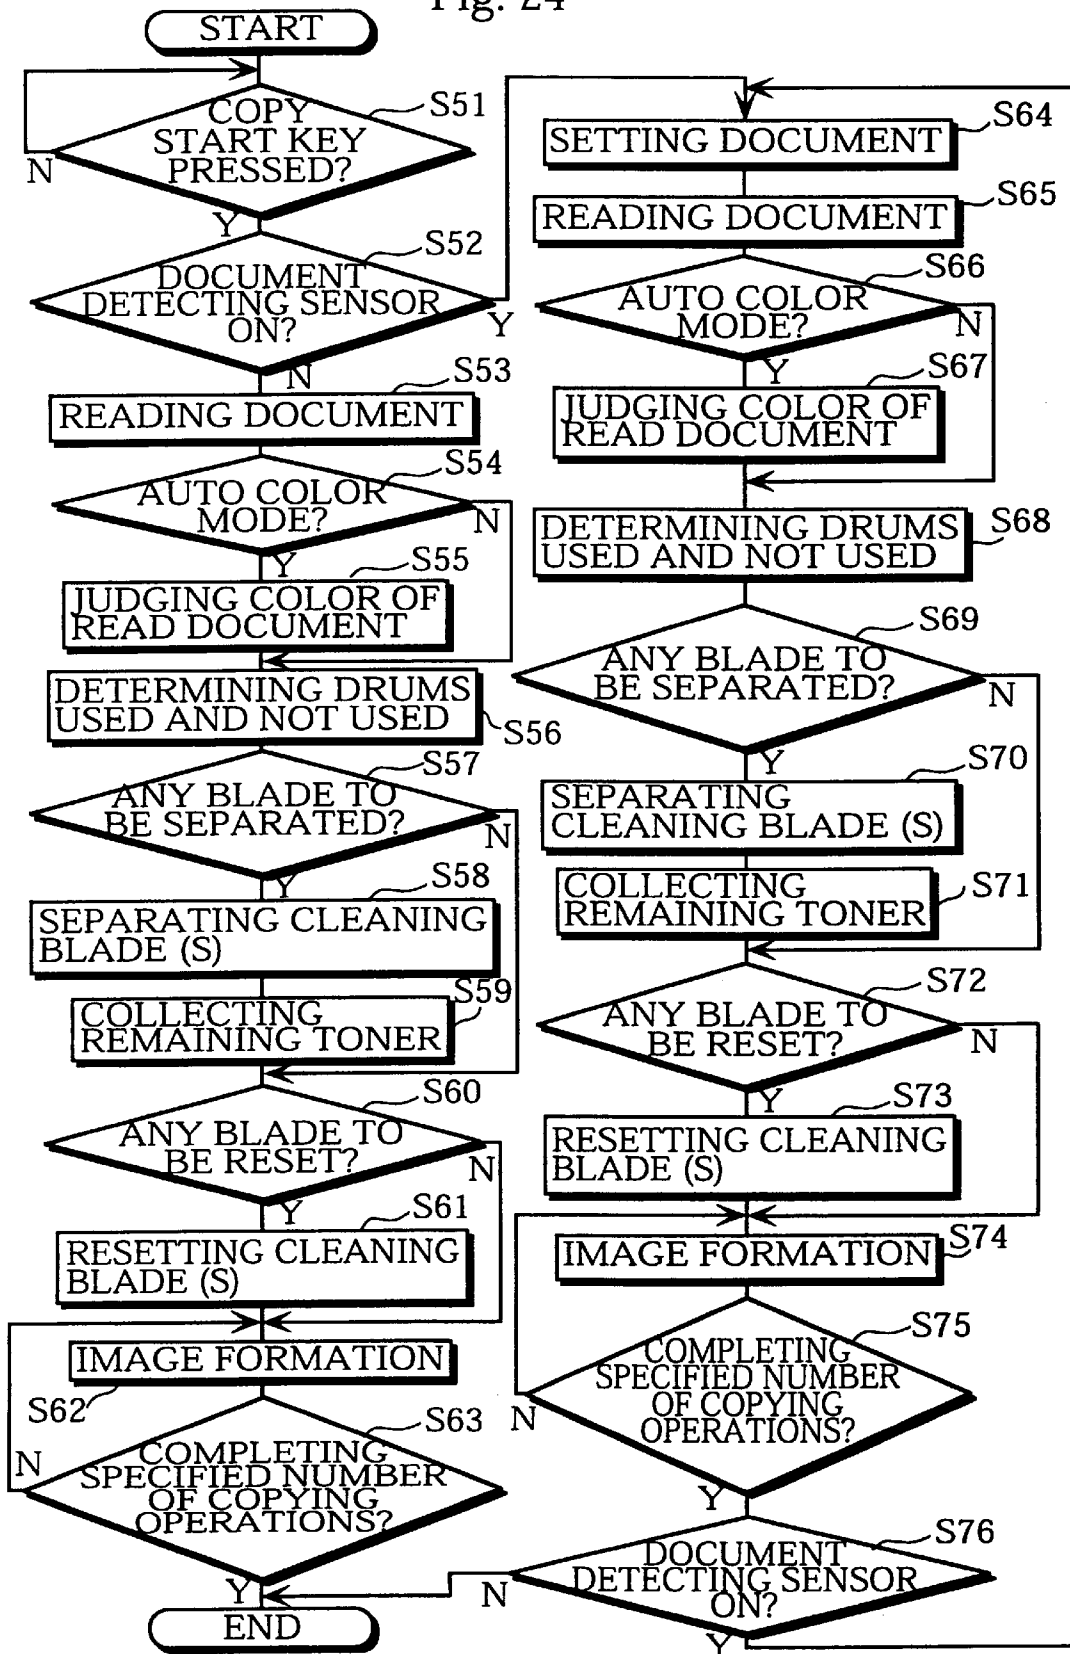 Fig. 24
START
COPY
START KEY
PRESSED?
S51
N
Y
DOCUMENT
DETECTING SENSOR
ON?
S52
Y
N
READING DOCUMENT
S53
AUTO COLOR
MODE?
S54
N
Y
JUDGING COLOR OF
READ DOCUMENT
S55
DETERMINING DRUMS
USED AND NOT USED
S56
ANY BLADE TO
BE SEPARATED?
S57
N
Y
SEPARATING CLEANING
BLADE (S)
S58
COLLECTING
REMAINING TONER
S59
ANY BLADE TO
BE RESET?
S60
N
Y
RESETTING CLEANING
BLADE (S)
S61
IMAGE FORMATION
S62
COMPLETING
SPECIFIED NUMBER
OF COPYING
OPERATIONS?
S63
N
Y
END
SETTING DOCUMENT
S64
READING DOCUMENT
S65
AUTO COLOR
MODE?
S66
N
Y
JUDGING COLOR OF
READ DOCUMENT
S67
DETERMINING DRUMS
USED AND NOT USED
S68
ANY BLADE TO
BE SEPARATED?
S69
N
Y
SEPARATING
CLEANING BLADE (S)
S70
COLLECTING
REMAINING TONER
S71
ANY BLADE TO
BE RESET?
S72
N
Y
RESETTING CLEANING
BLADE (S)
S73
IMAGE FORMATION
S74
COMPLETING
SPECIFIED NUMBER
OF COPYING
OPERATIONS?
S75
N
Y
DOCUMENT
DETECTING SENSOR
ON?
S76
N
Y